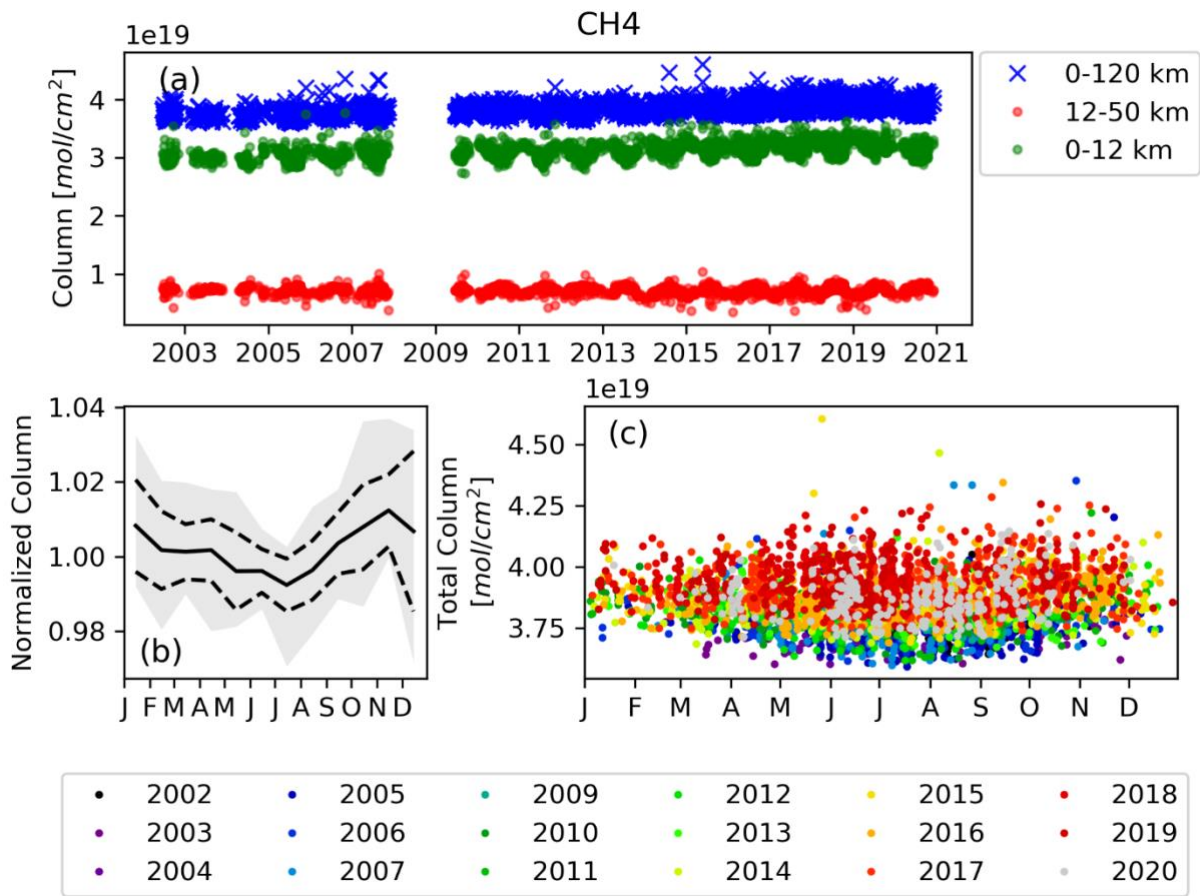 CH4
1e19
(a)
Column [mol/cm²]
4
3
2
1
2003 2005 2007 2009 2011 2013 2015 2017 2019 2021
0-120 km
12-50 km
0-12 km
Normalized Column
1.04
1.02
1.00
0.98
(b)
J F M A M J J A S O N D
1e19
(c)
Total Column
[mol/cm²]
4.50
4.25
4.00
3.75
J F M A M J J A S O N D
2002 2005 2009 2012 2015 2018
2003 2006 2010 2013 2016 2019
2004 2007 2011 2014 2017 2020